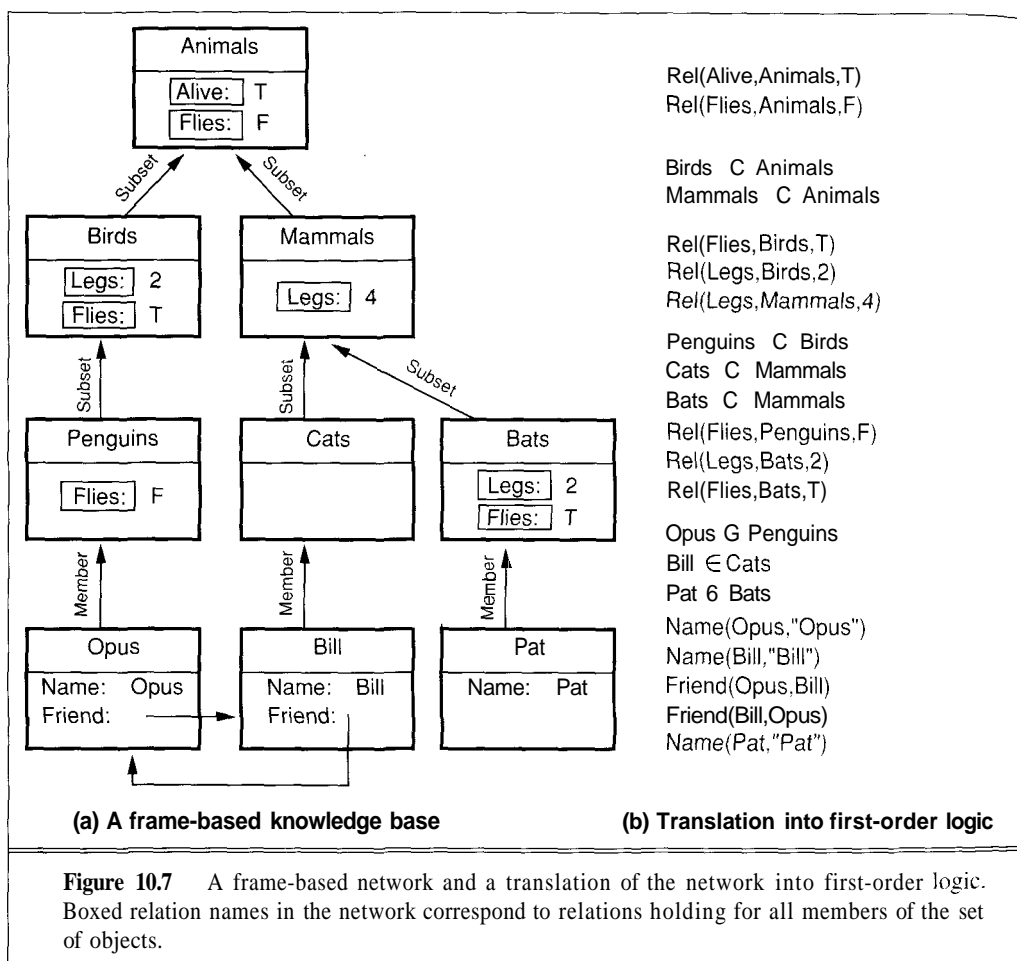 Animals
Alive: T
Flies: F
Subset
Subset
Birds
Legs: 2
Flies: T
Mammals
Legs: 4
Subset
Subset
Subset
Penguins
Flies: F
Cats
Bats
Legs: 2
Flies: T
Member
Member
Member
Opus
Name: Opus
Friend:
Bill
Name: Bill
Friend:
Pat
Name: Pat
(a) A frame-based knowledge base
Rel(Alive,Animals,T)
Rel(Flies,Animals,F)
Birds C Animals
Mammals C Animals
Rel(Flies,Birds,T)
Rel(Legs,Birds,2)
Rel(Legs,Mammals,4)
Penguins C Birds
Cats C Mammals
Bats C Mammals
Rel(Flies,Penguins,F)
Rel(Legs,Bats,2)
Rel(Flies,Bats,T)
Opus G Penguins
Bill ∈ Cats
Pat 6 Bats
Name(Opus,"Opus")
Name(Bill,"Bill")
Friend(Opus,Bill)
Friend(Bill,Opus)
Name(Pat,"Pat")
(b) Translation into first-order logic
Figure 10.7 A frame-based network and a translation of the network into first-order logic.
Boxed relation names in the network correspond to relations holding for all members of the set
of objects.